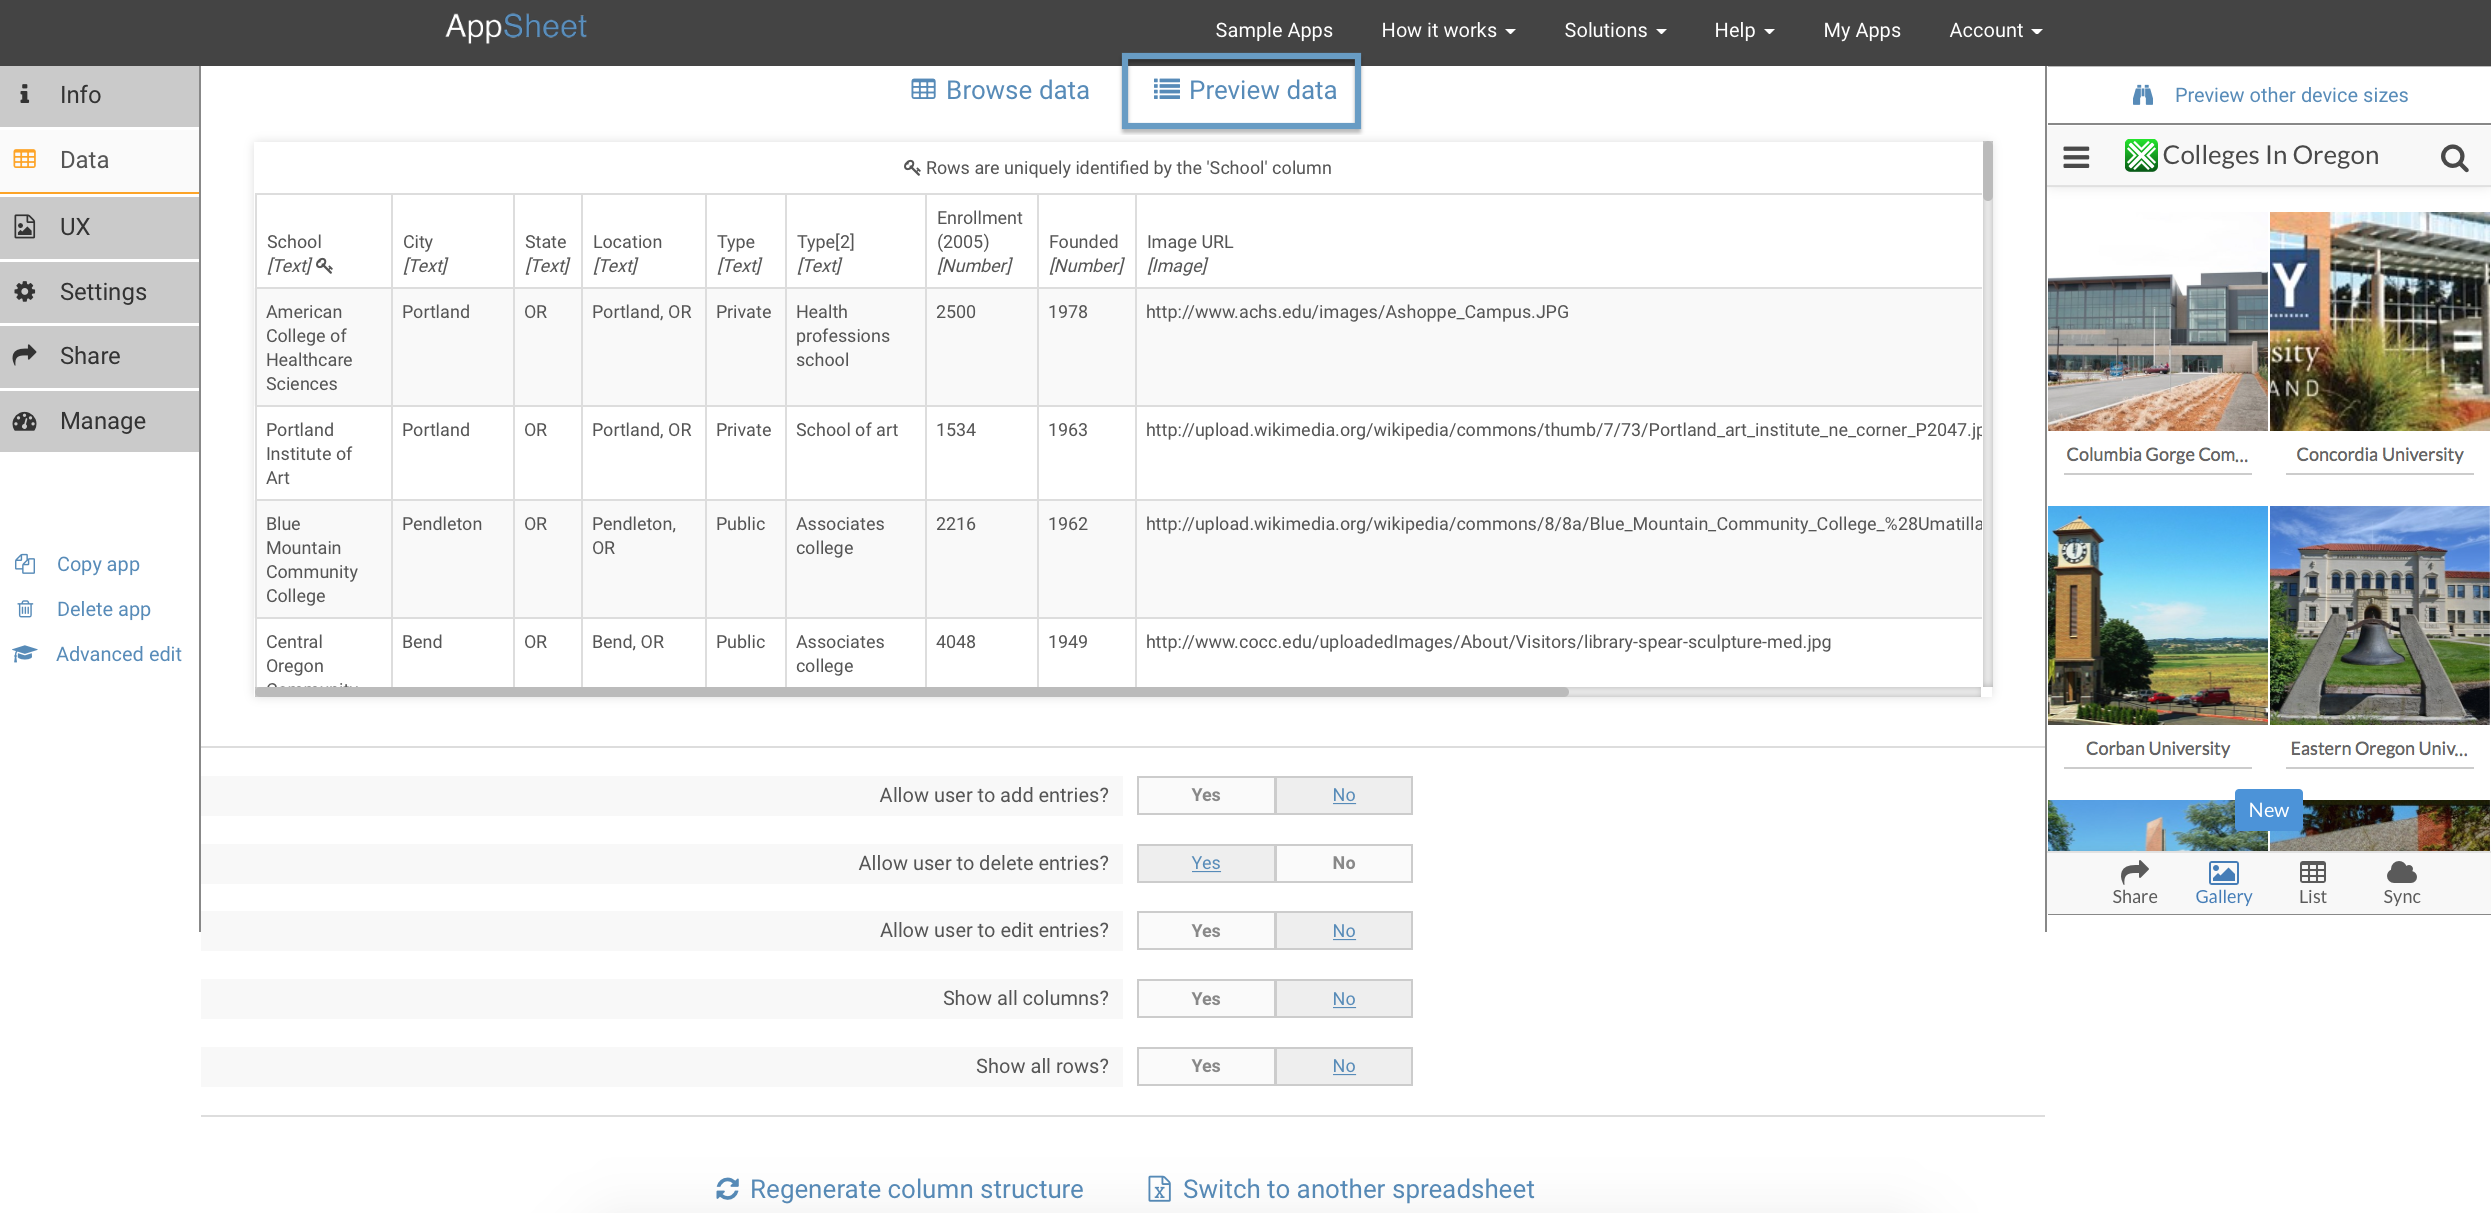 AppSheet
Sample Apps How it works Solutions Help My Apps Account
Info
Data
UX
Settings
Share
Manage
Copy app
Delete app
Advanced edit
Browse data Preview data
Rows are uniquely identified by the 'School' column
School [Text] City [Text] State [Text] Location [Text] Type [Text] Type[2] [Text] Enrollment (2005) [Number] Founded [Number] Image URL [Image]
American College of Healthcare Sciences Portland OR Portland, OR Private Health professions school 2500 1978 http://www.achs.edu/images/Ashoppe_Campus.JPG
Portland Institute of Art Portland OR Portland, OR Private School of art 1534 1963 http://upload.wikimedia.org/wikipedia/commons/thumb/7/73/Portland_art_institute_ne_corner_P2047.jp
Blue Mountain Community College Pendleton OR Pendleton, OR Public Associates college 2216 1962 http://upload.wikimedia.org/wikipedia/commons/8/8a/Blue_Mountain_Community_College_%28Umatilla
Central Oregon Bend OR Bend, OR Public Associates college 4048 1949 http://www.cocc.edu/uploadedImages/About/Visitors/library-spear-sculpture-med.jpg
Allow user to add entries? Yes No
Allow user to delete entries? Yes No
Allow user to edit entries? Yes No
Show all columns? Yes No
Show all rows? Yes No
Regenerate column structure Switch to another spreadsheet
Preview other device sizes
Colleges In Oregon
Y
sity
AND
Columbia Gorge Com... Concordia University
Corban University Eastern Oregon Univ...
New
Share Gallery List Sync